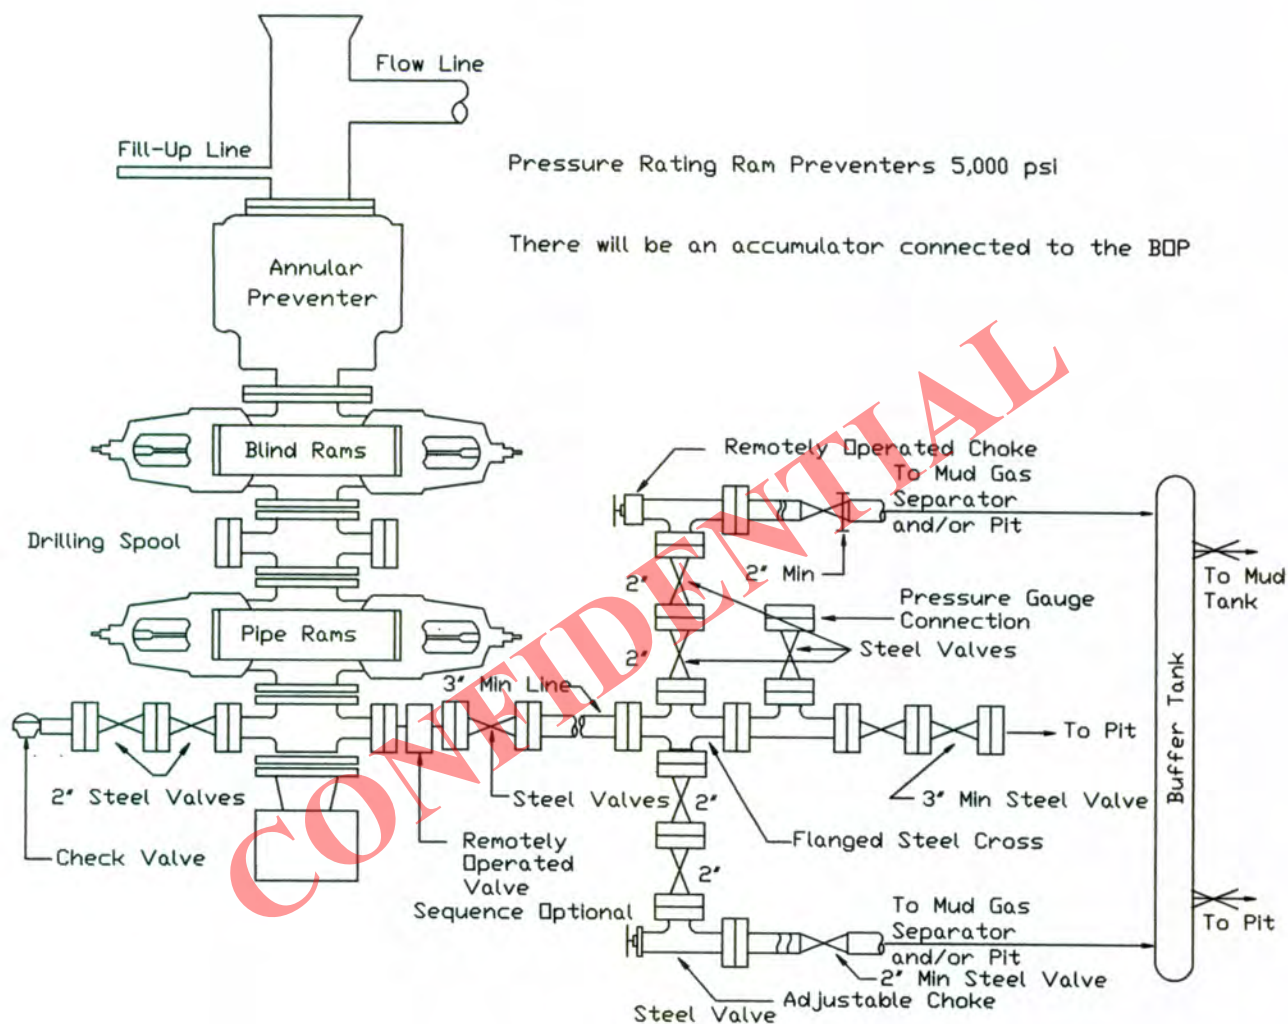 Flow Line
Fill-Up Line
Pressure Rating Ram Preventers 5,000 psi
There will be an accumulator connected to the BOP
Annular
Preventer
Blind Rams
Drilling Spool
Pipe Rams
Remotely Operated Choke
To Mud Gas
Separator
and/or Pit
2" Min
2"
Pressure Gauge
Connection
2"
Steel Valves
3" Min Line
To Mud
Tank
Buffer Tank
To Pit
2" Steel Valves
Steel Valves
2"
3" Min Steel Valve
Check Valve
Remotely
Operated
Valve
Flanged Steel Cross
2"
Sequence Optional
To Mud Gas
Separator
and/or Pit
To Pit
2" Min Steel Valve
Adjustable Choke
Steel Valve
CONFIDENTIAL